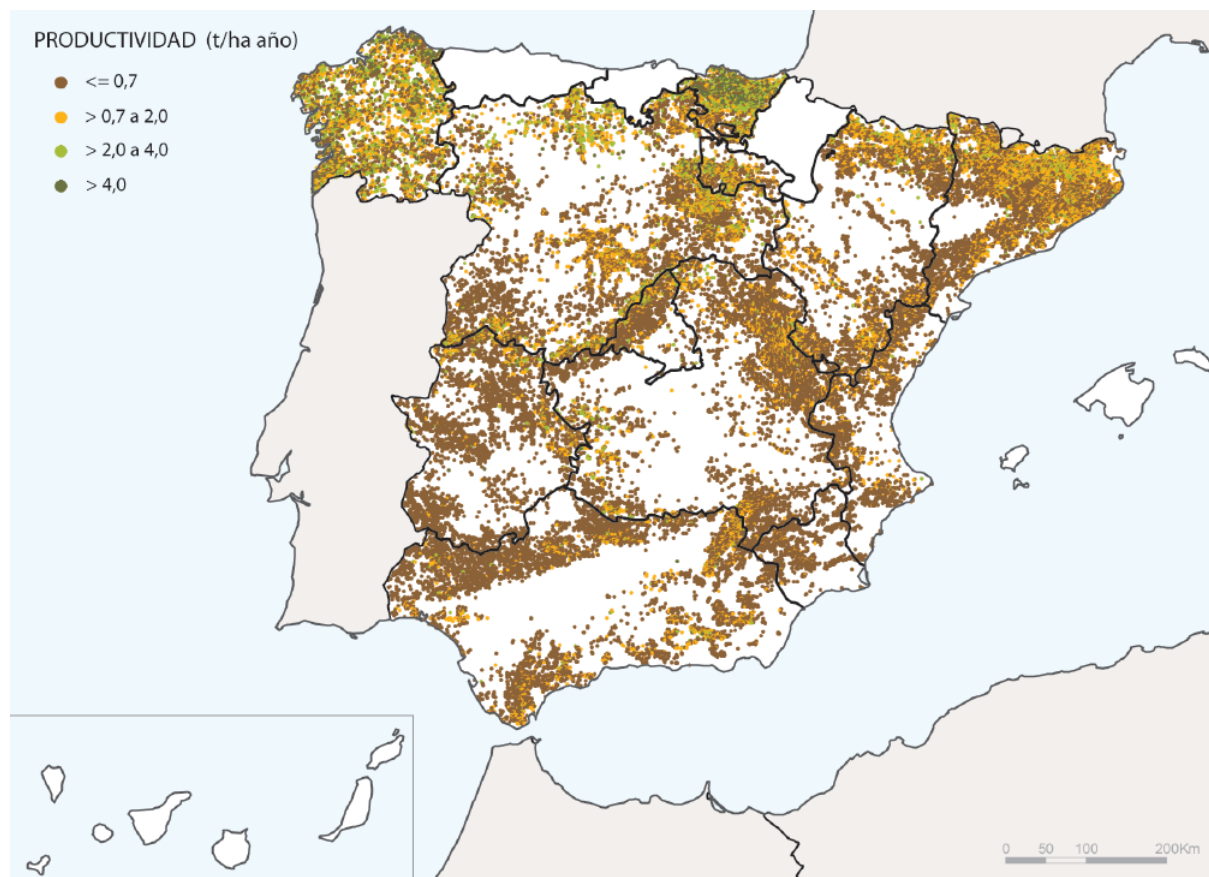 PRODUCTIVIDAD (t/ha año)
<= 0,7
> 0,7 a 2,0
> 2,0 a 4,0
> 4,0
0 50 100 200Km